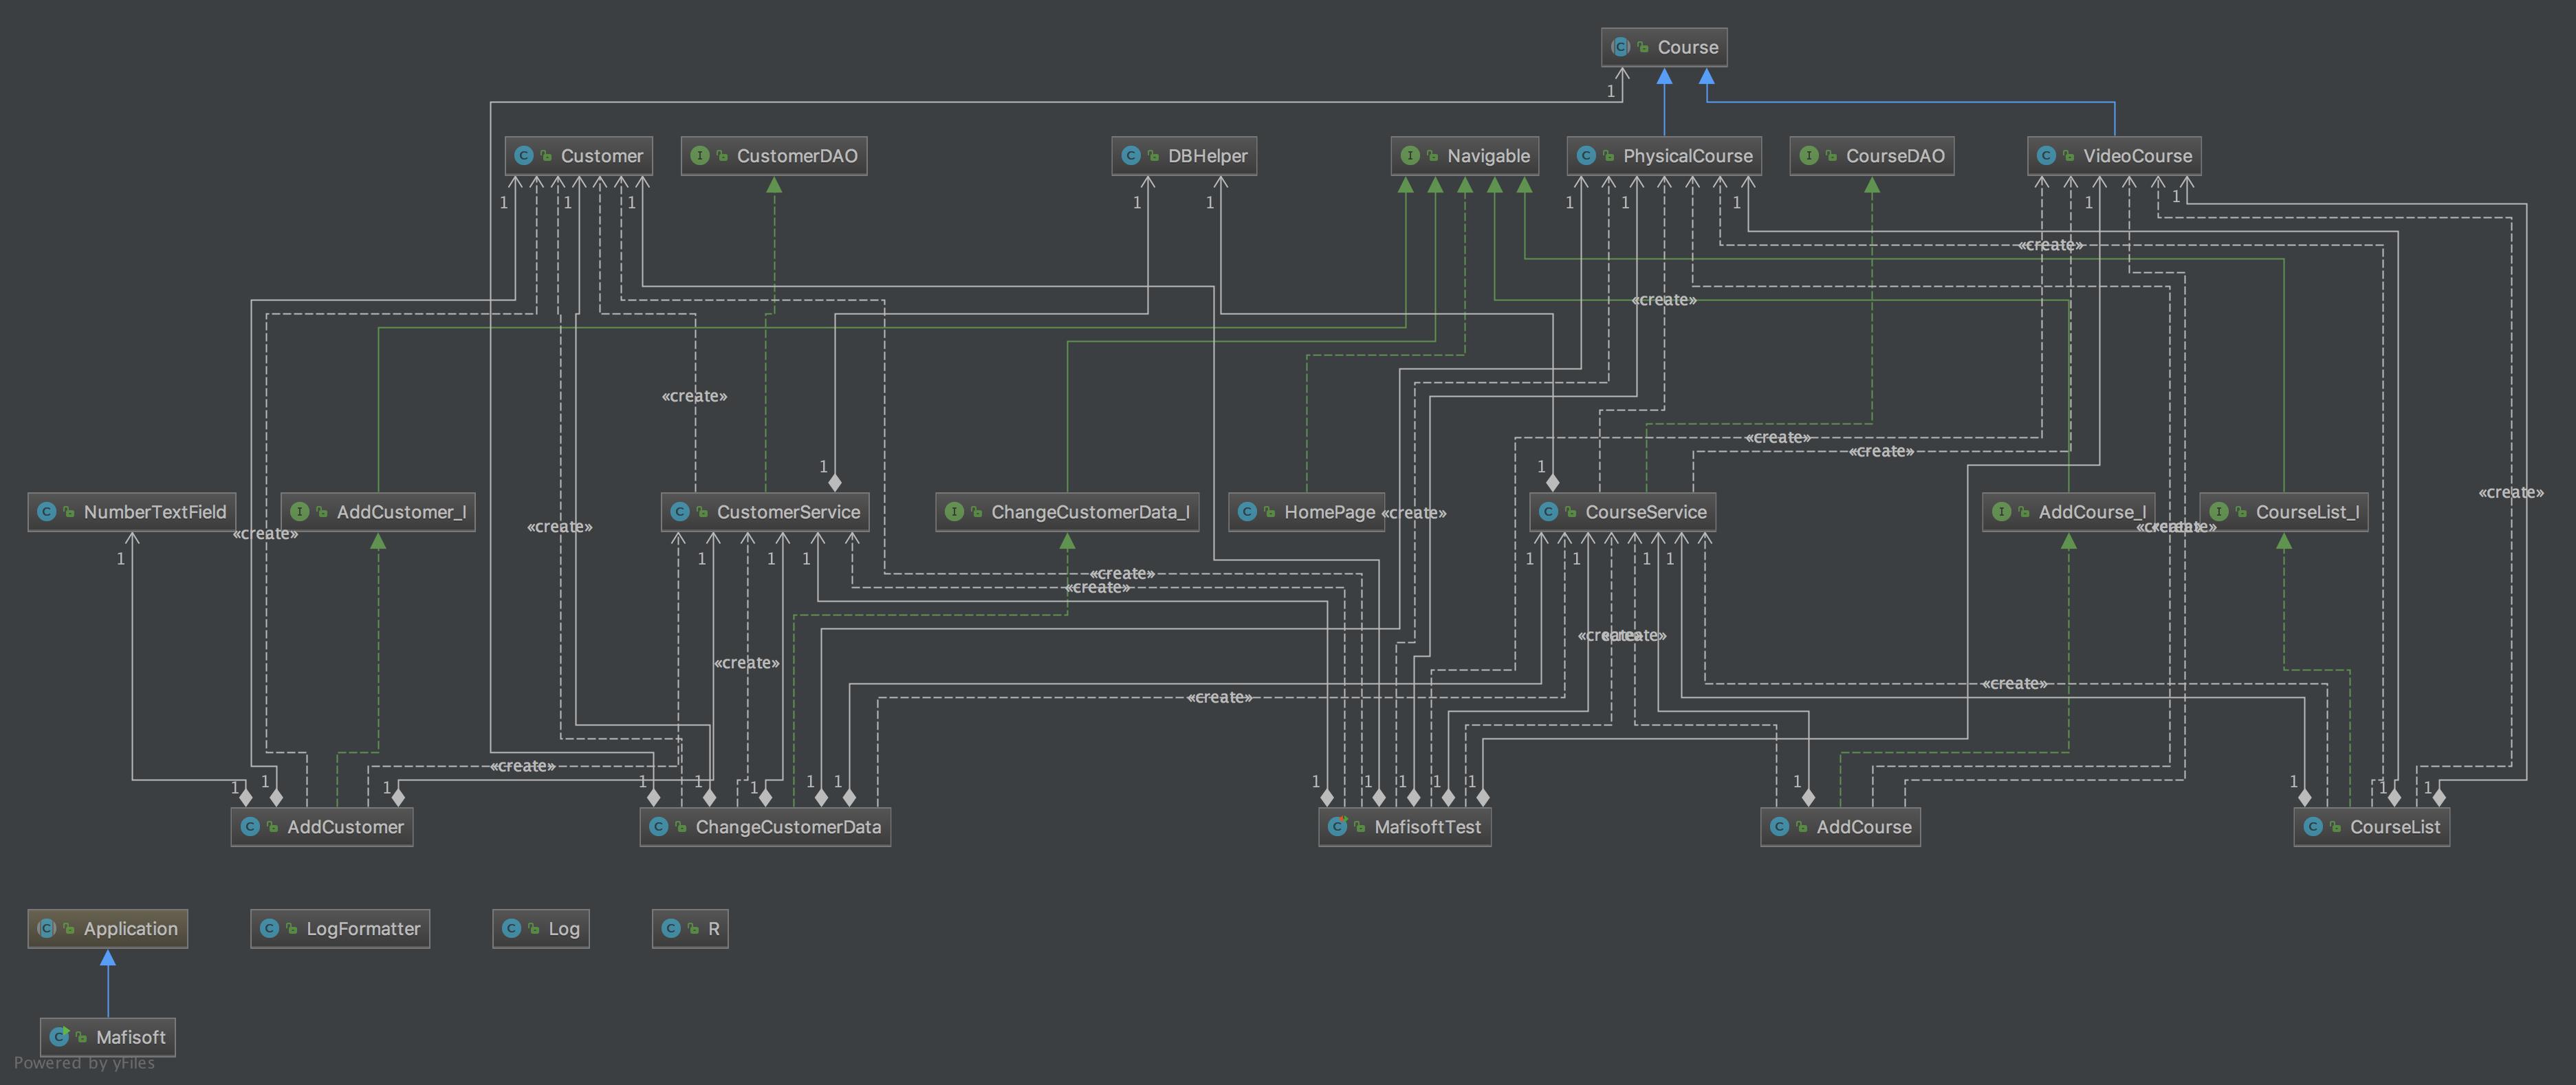 Course
1
Customer
CustomerDAO
DBHelper
Navigable
PhysicalCourse
CourseDAO
VideoCourse
1 1 1 1 1 1 1 1 1 1
«create»
«create»
«create»
«create»
«create»
1 1
NumberTextField
AddCustomer_I
CustomerService
ChangeCustomerData_I
HomePage
CourseService
AddCourse_I
CourseList_I
«create»
«create»
«create»
«create»
«create»
«create»
«create»
1 1 1 1 1 1 1 1
«create»
«create»
«create»
«create»
«create»
«create»
«create»
«create»
1 1 1 1 1 1 1 1 1 1 1 1 1 1 1 1 1
AddCustomer
ChangeCustomerData
MafisoftTest
AddCourse
CourseList
Application
LogFormatter
Log
R
Mafisoft
Powered by yFiles